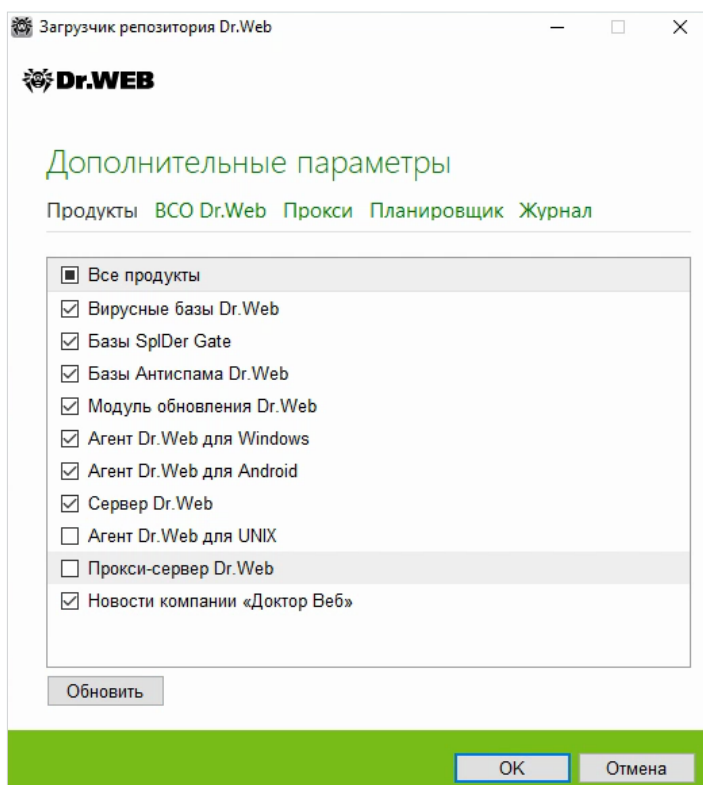 Загрузчик репозитория Dr.Web
Dr.WEB
Дополнительные параметры
Продукты ВСО Dr.Web Прокси Планировщик Журнал
Все продукты
Вирусные базы Dr.Web
Базы SpIDer Gate
Базы Антиспама Dr.Web
Модуль обновления Dr.Web
Агент Dr.Web для Windows
Агент Dr.Web для Android
Сервер Dr.Web
Агент Dr.Web для UNIX
Прокси-сервер Dr.Web
Новости компании «Доктор Веб»
Обновить
OK Отмена